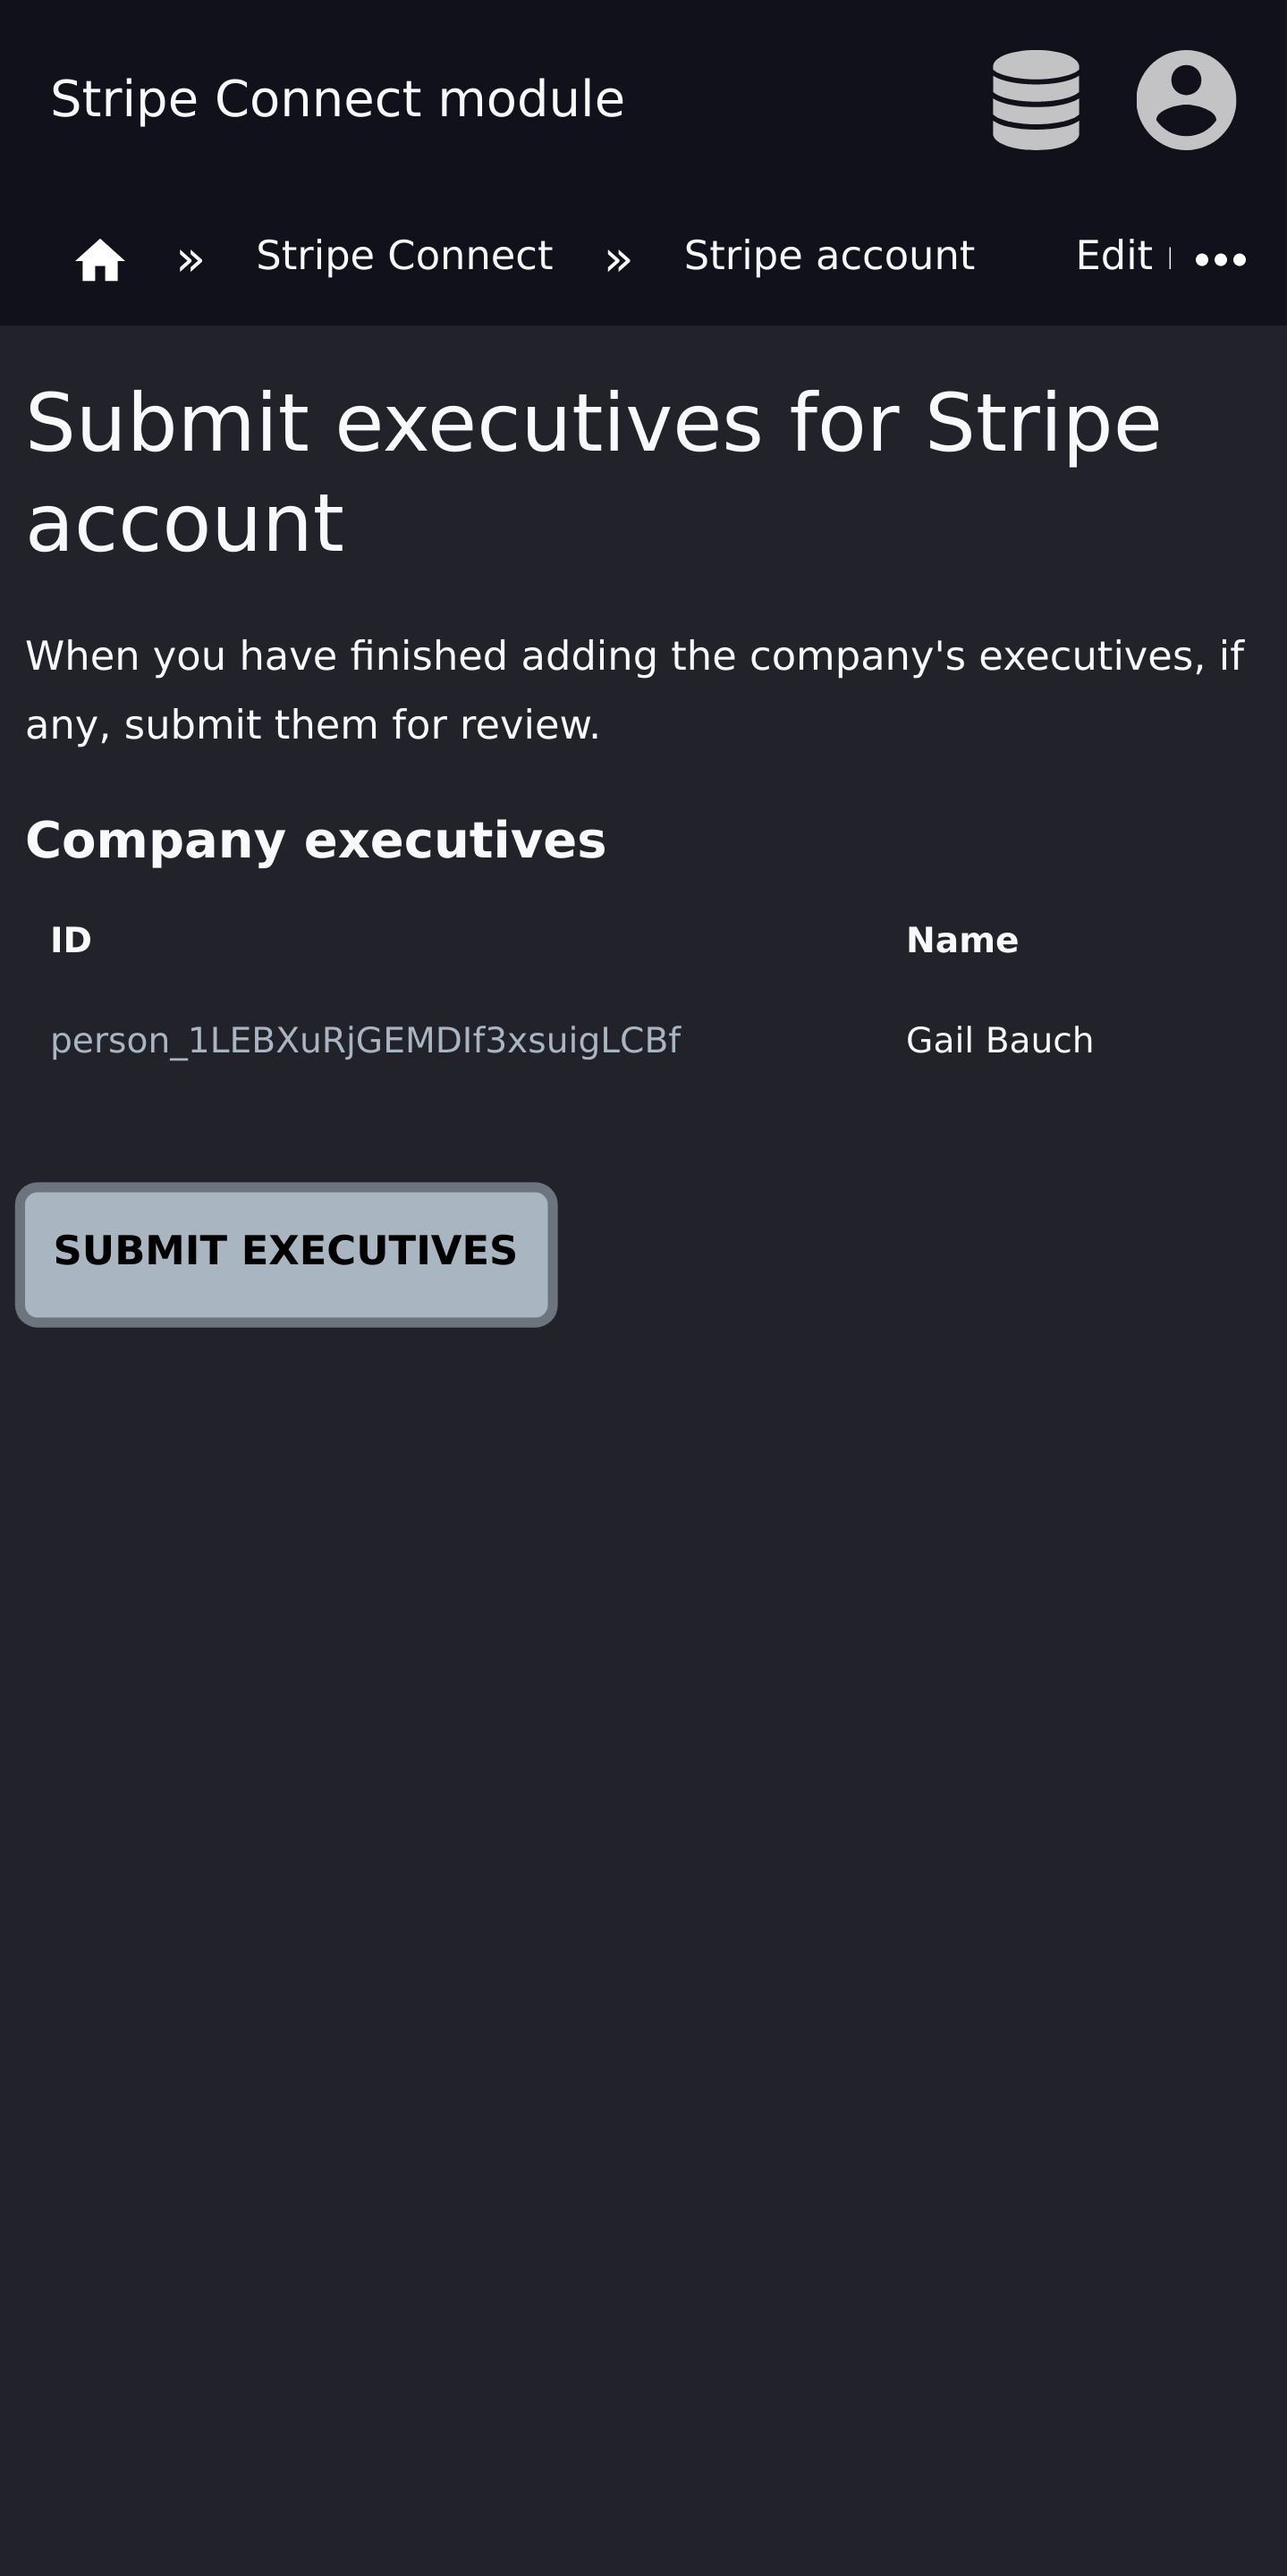 Stripe Connect module
» Stripe Connect » Stripe account Edit •••
Submit executives for Stripe
account
When you have finished adding the company's executives, if
any, submit them for review.
Company executives
ID Name
person_1LEBXuRjGEMDIf3xsuigLCBf Gail Bauch
SUBMIT EXECUTIVES